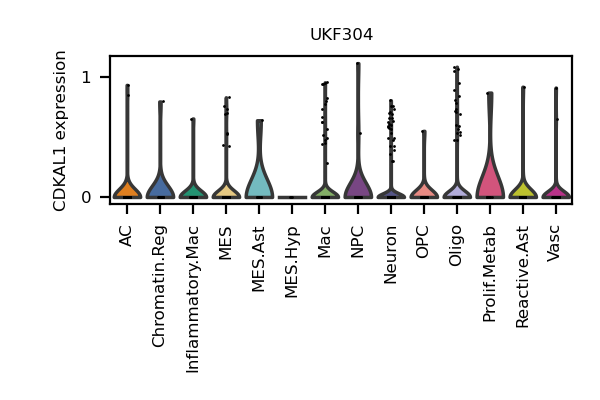 UKF304
CDKAL1 expression
1
0
AC
Chromatin.Reg
Inflammatory.Mac
MES
MES.Ast
MES.Hyp
Mac
NPC
Neuron
OPC
Oligo
Prolif.Metab
Reactive.Ast
Vasc